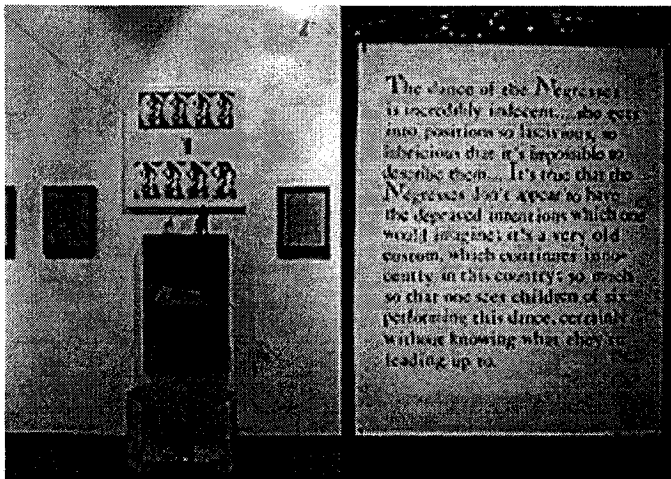 The dance of the Negresses
is incredibly indecent....she gets
into positions so lascivious, so
lubricious that it's impossible to
describe them.... It's true that the
Negresses don't appear to have
the depraved intentions which one
would imagine; it's a very old
custom, which continues inno-
cently in this country; so much
so that one sees children of six
performing this dance, certainly
without knowing what they're
leading up to.